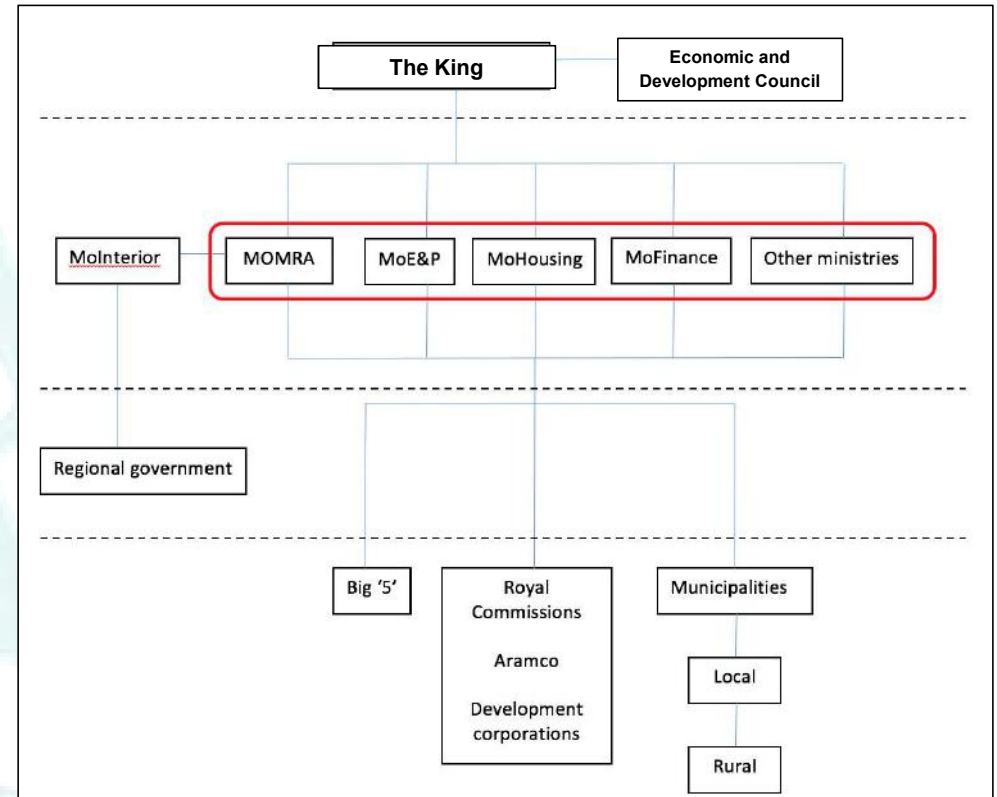 The King
Economic and
Development Council
MoInterior
MOMRA
MoE&P
MoHousing
MoFinance
Other ministries
Regional government
Big ‘5’
Royal
Commissions
Aramco
Development
corporations
Municipalities
Local
Rural